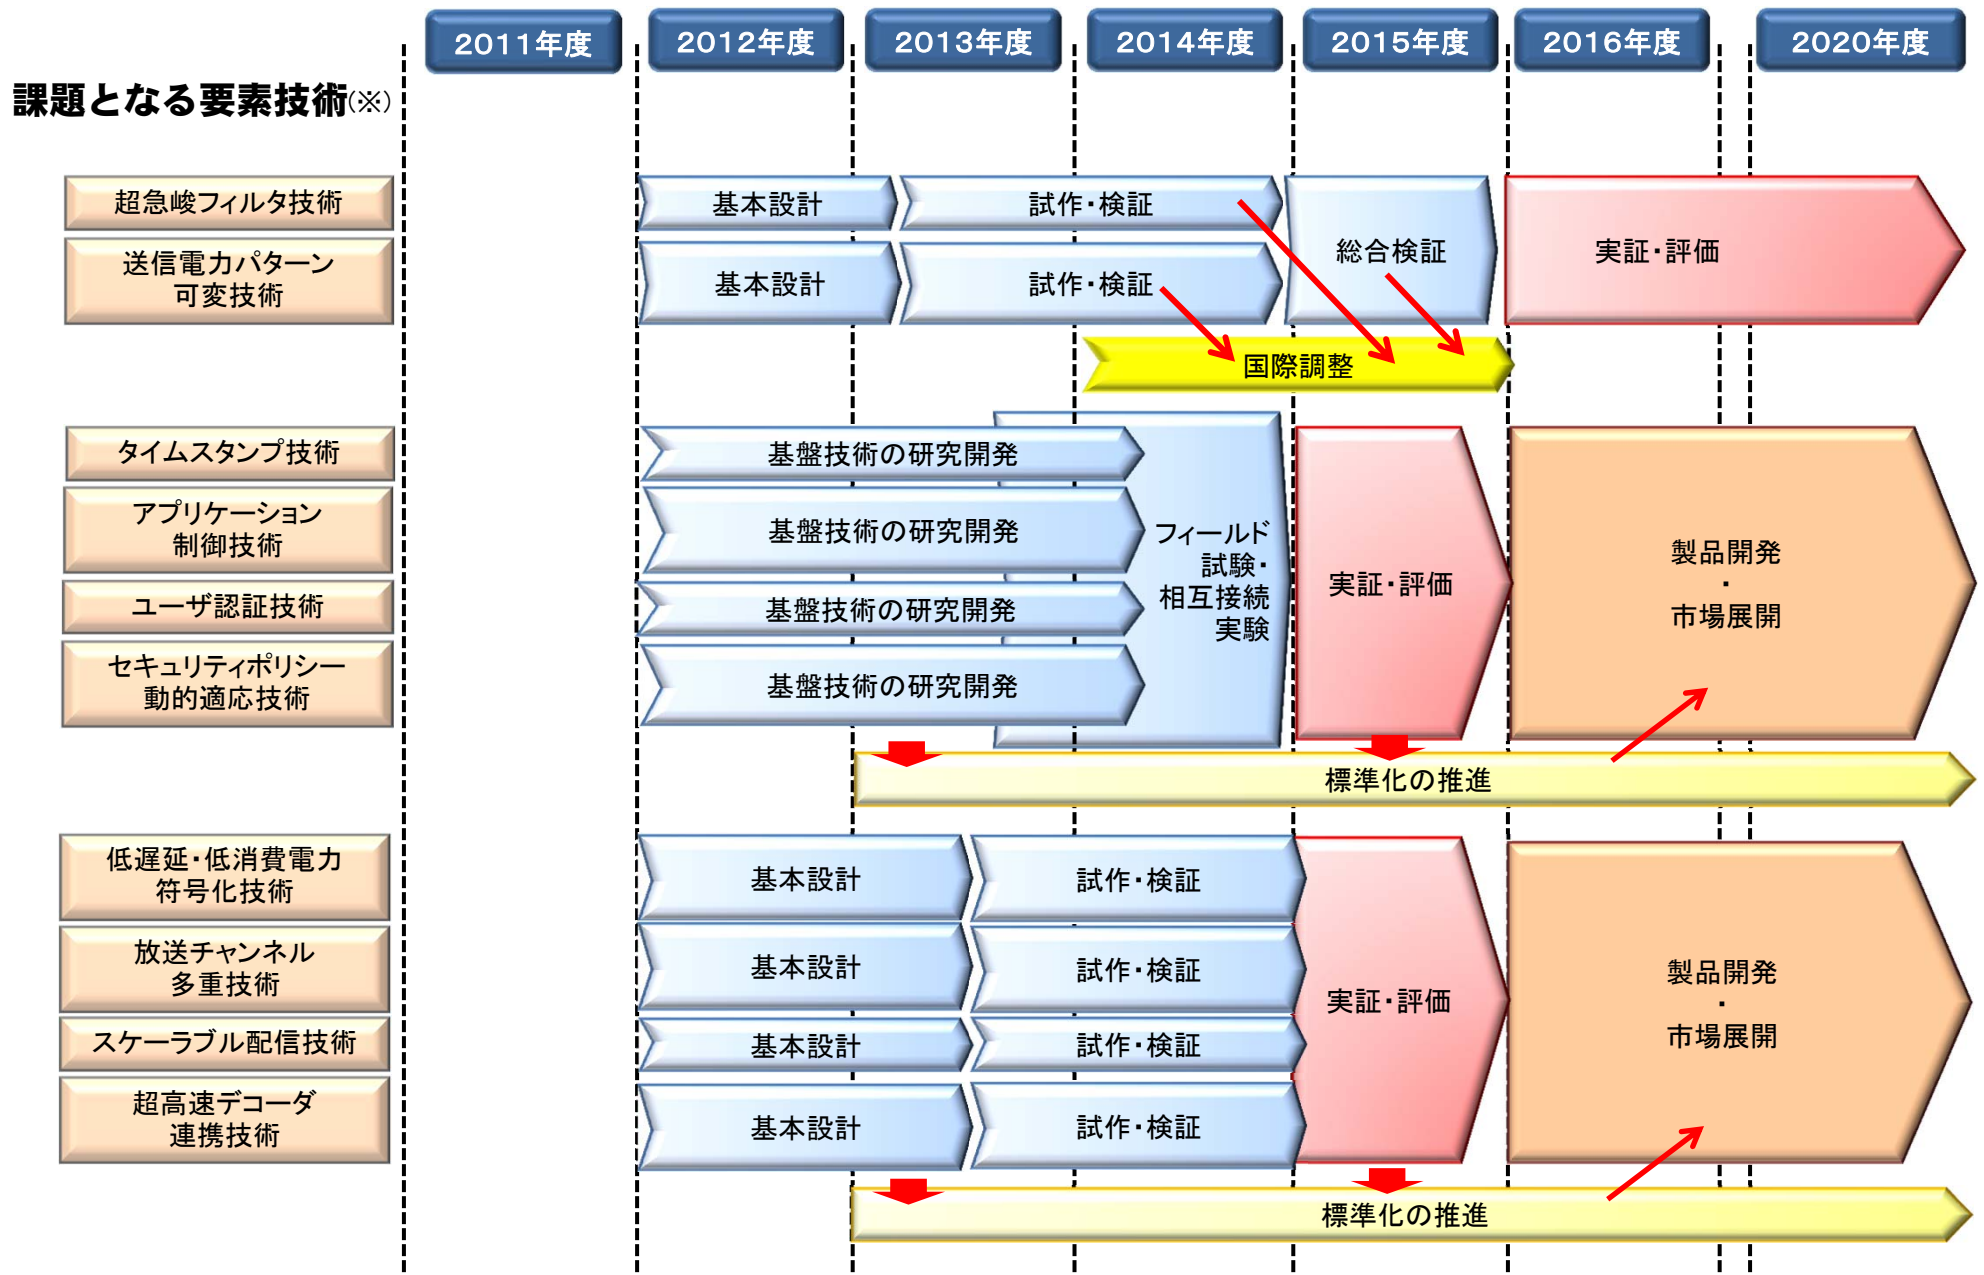 2011年度
2012年度
2013年度
2014年度
2015年度
2016年度
2020年度
課題となる要素技術(※)
超急峻フィルタ技術
基本設計
試作・検証
送信電力パターン
可変技術
基本設計
試作・検証
総合検証
実証・評価
国際調整
タイムスタンプ技術
基盤技術の研究開発
アプリケーション
制御技術
基盤技術の研究開発
ユーザ認証技術
基盤技術の研究開発
セキュリティポリシー
動的適応技術
基盤技術の研究開発
フィールド
試験・
相互接続
実験
実証・評価
製品開発
・
市場展開
標準化の推進
低遅延・低消費電力
符号化技術
基本設計
試作・検証
放送チャンネル
多重技術
基本設計
試作・検証
スケーラブル配信技術
基本設計
試作・検証
超高速デコーダ
連携技術
基本設計
試作・検証
実証・評価
製品開発
・
市場展開
標準化の推進